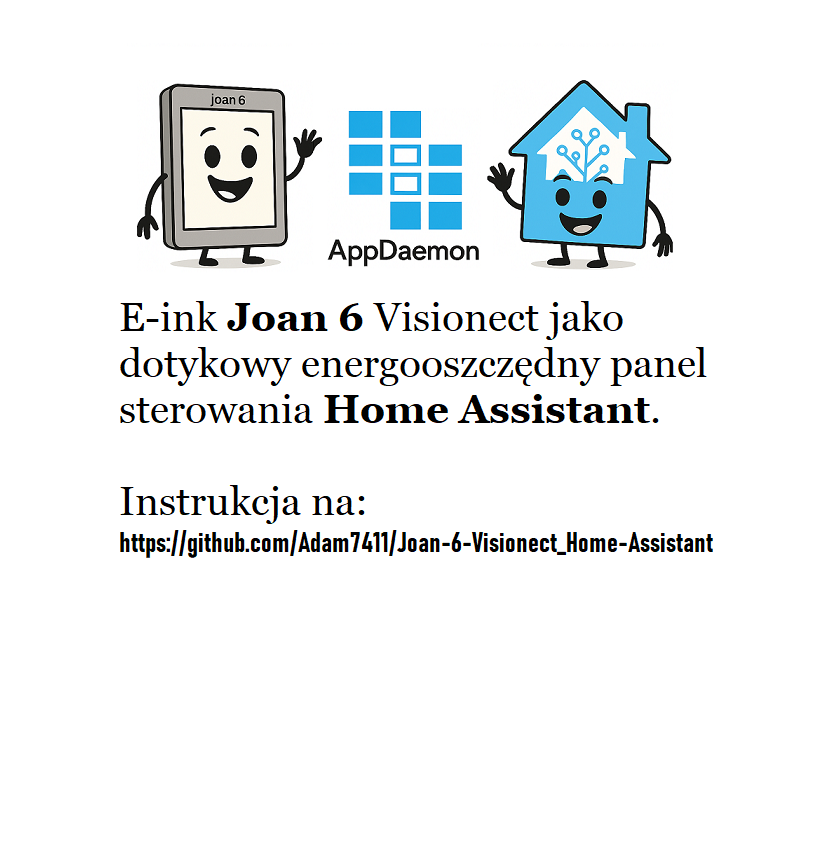 joan 6
AppDaemon
E-ink Joan 6 Visionect jako
dotykowy energooszczędny panel
sterowania Home Assistant.
Instrukcja na:
https://github.com/Adam7411/Joan-6-Visionect_Home-Assistant